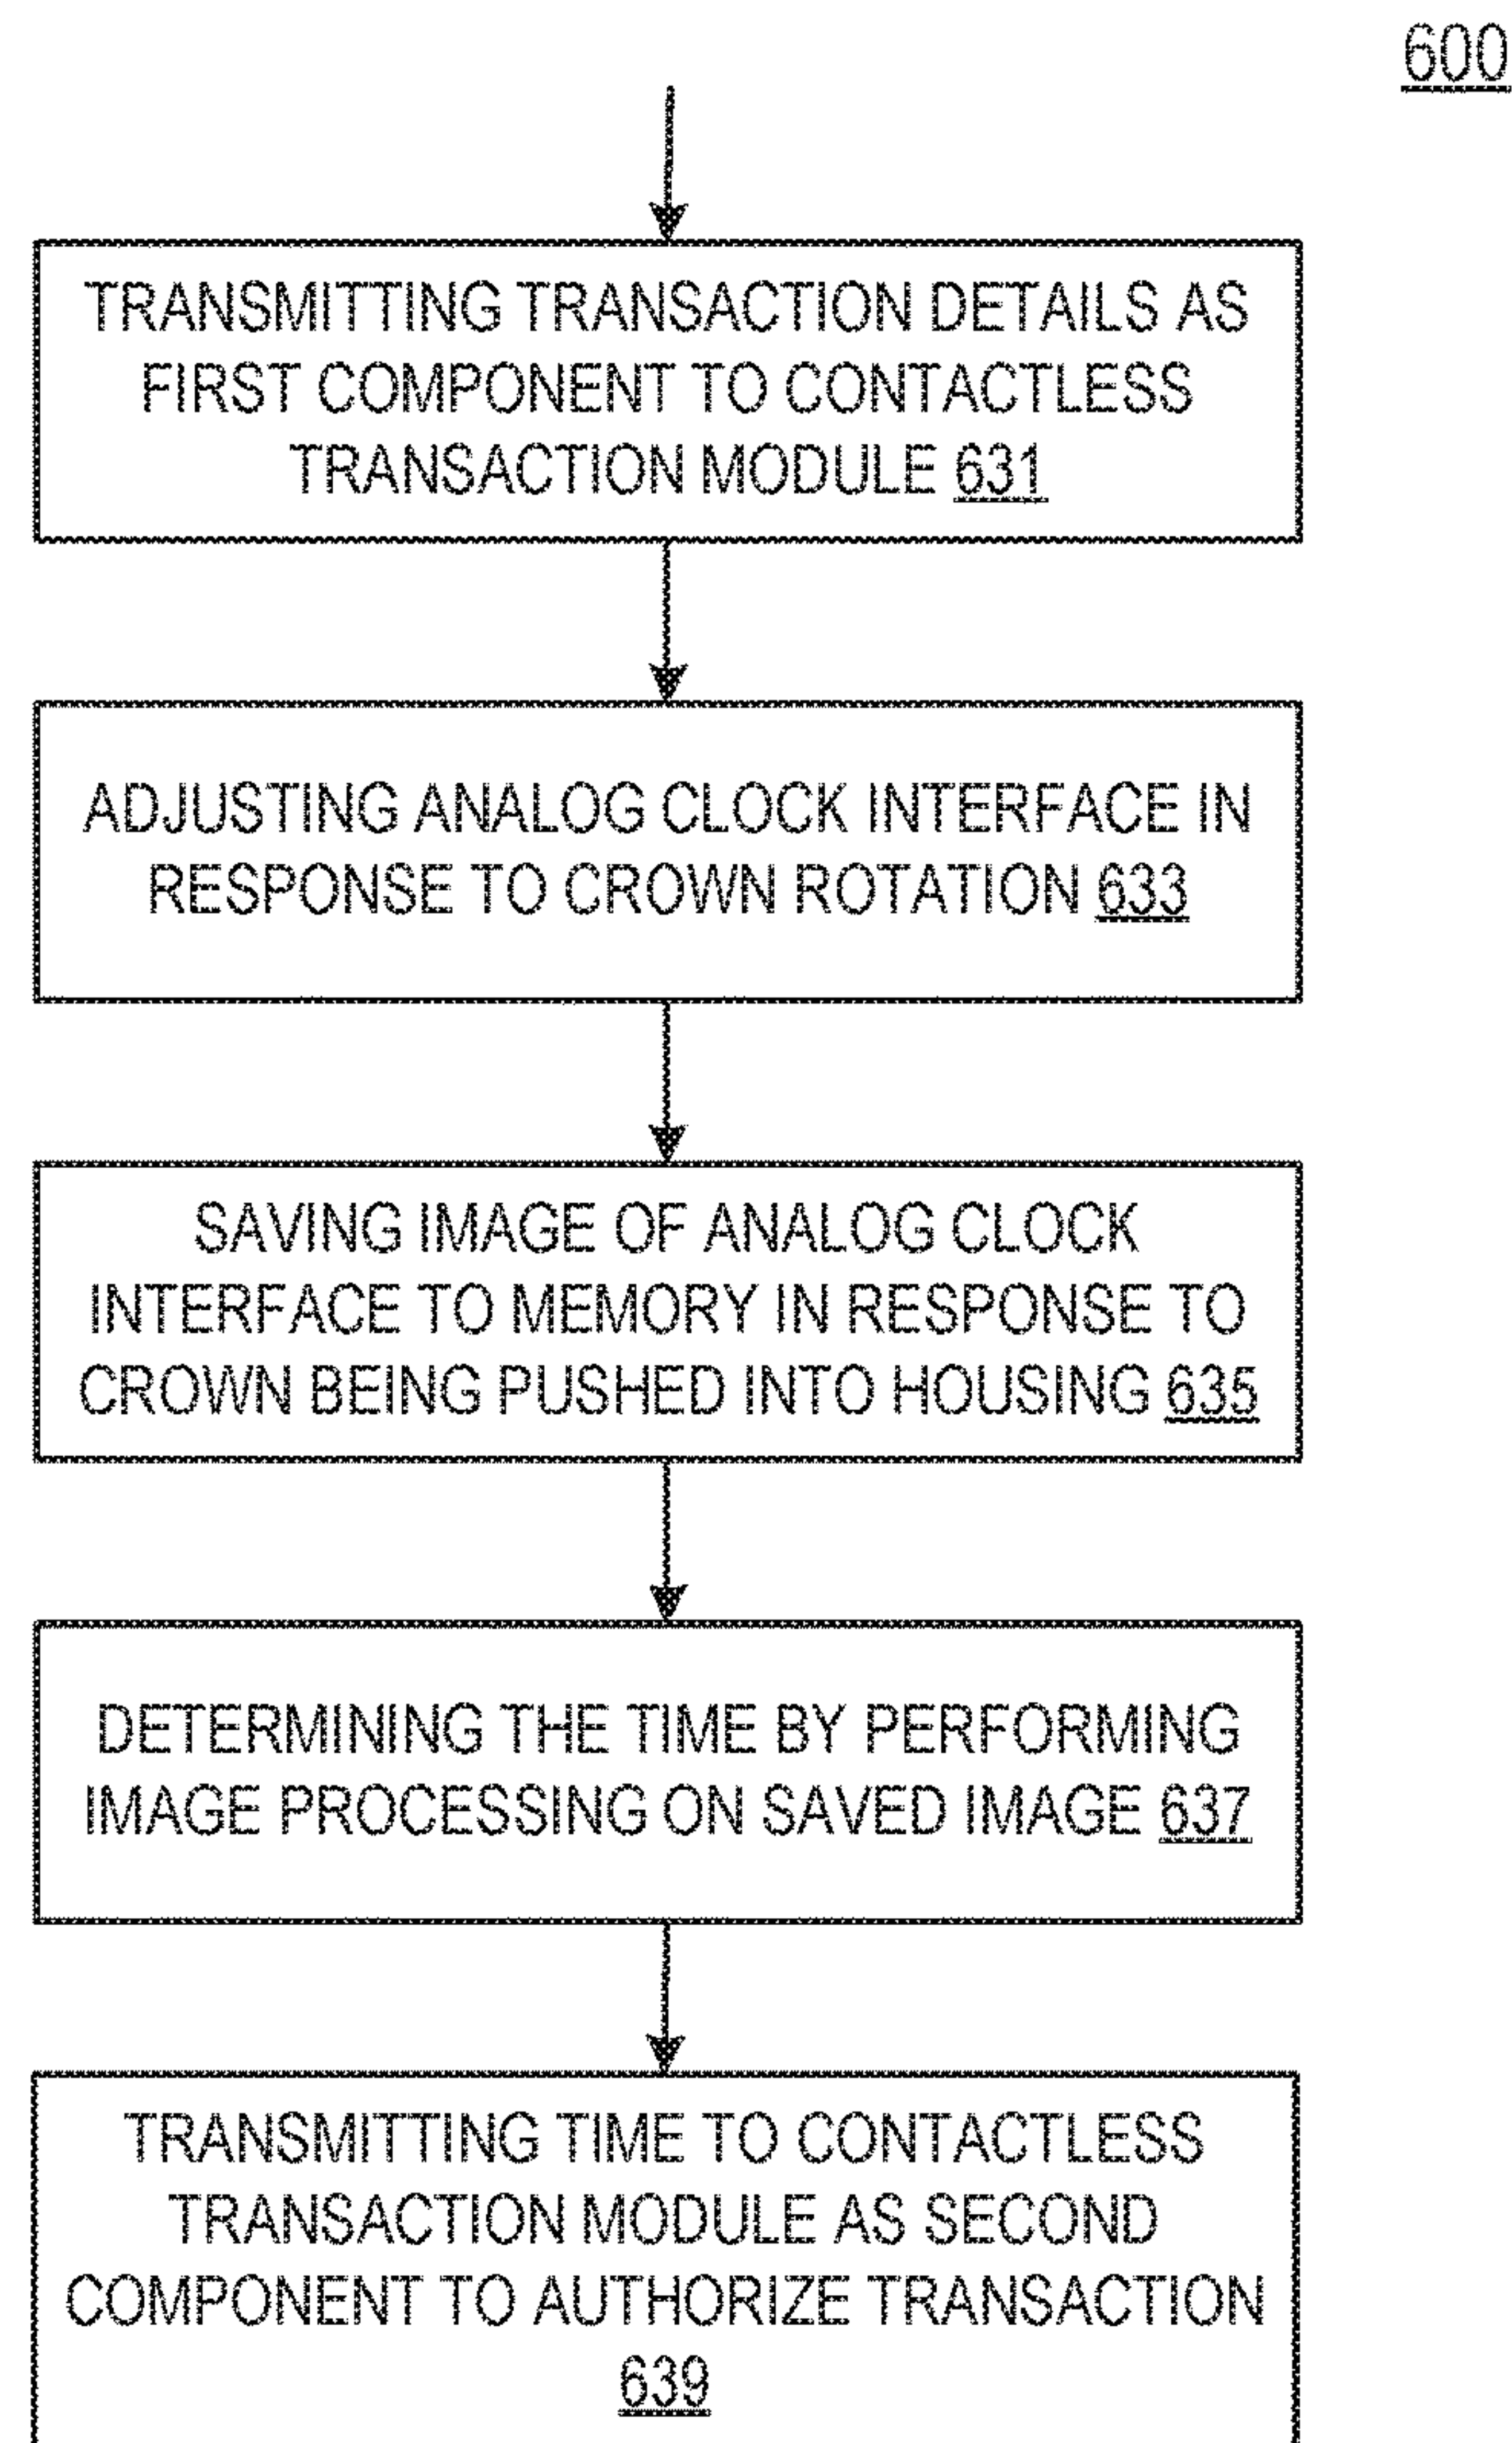 600
TRANSMITTING TRANSACTION DETAILS AS
FIRST COMPONENT TO CONTACTLESS
TRANSACTION MODULE 631
ADJUSTING ANALOG CLOCK INTERFACE IN
RESPONSE TO CROWN ROTATION 633
SAVING IMAGE OF ANALOG CLOCK
INTERFACE TO MEMORY IN RESPONSE TO
CROWN BEING PUSHED INTO HOUSING 635
DETERMINING THE TIME BY PERFORMING
IMAGE PROCESSING ON SAVED IMAGE 637
TRANSMITTING TIME TO CONTACTLESS
TRANSACTION MODULE AS SECOND
COMPONENT TO AUTHORIZE TRANSACTION
639